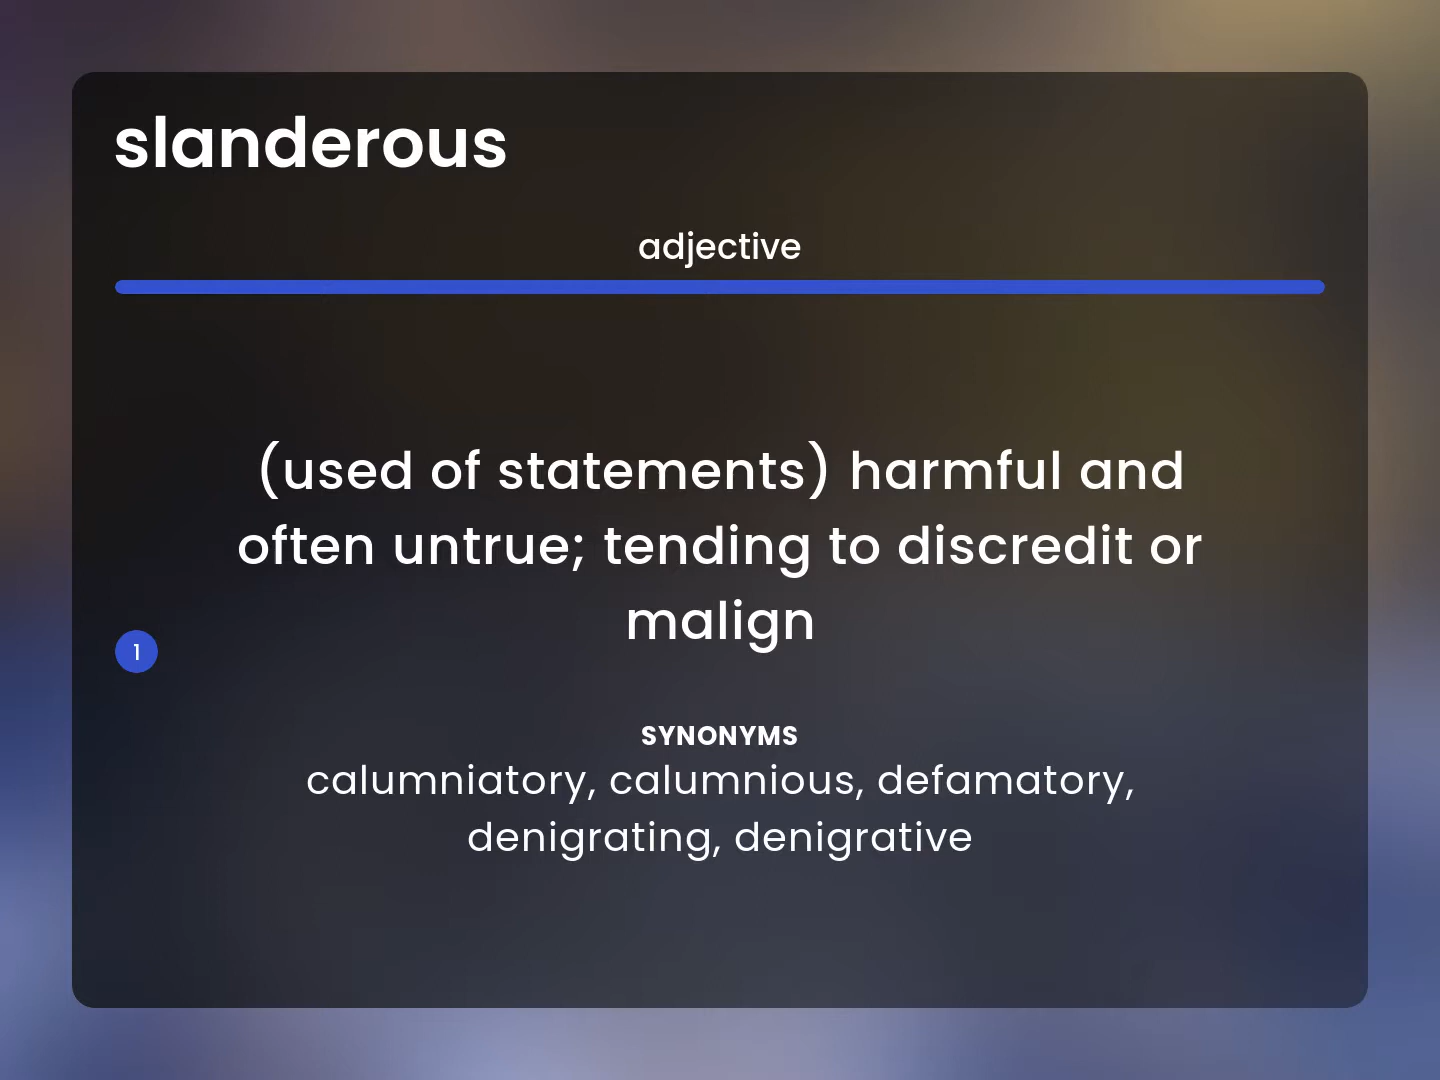 slanderous
adjective
(used of statements) harmful and
often untrue; tending to discredit or
malign
1
SYNONYMS
calumniatory, calumnious, defamatory,
denigrating, denigrative